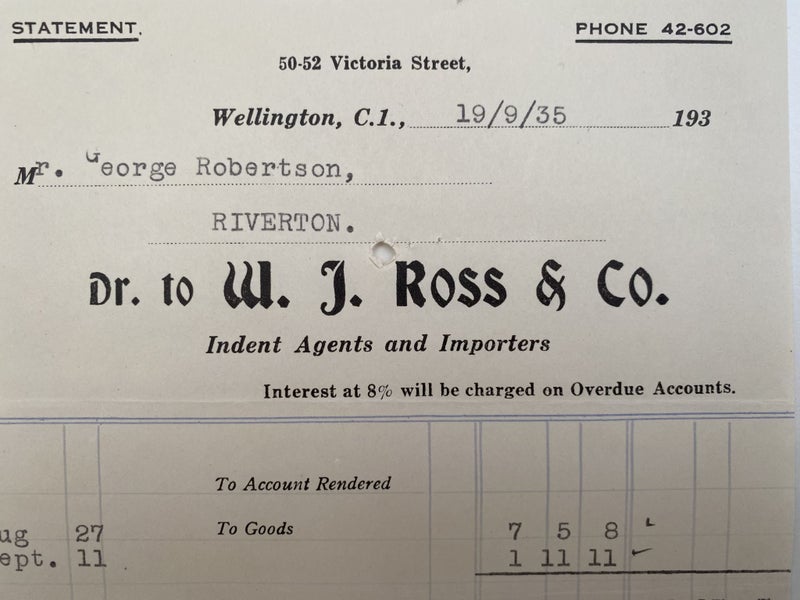 STATEMENT.
PHONE 42-602
50-52 Victoria Street,
Wellington, C.1., 19/9/35 193
Mr. George Robertson,
RIVERTON.
Dr. to W. J. Ross & Co.
Indent Agents and Importers
Interest at 8% will be charged on Overdue Accounts.
To Account Rendered
ug 27 To Goods 7 5 8
ept. 11 1 11 11